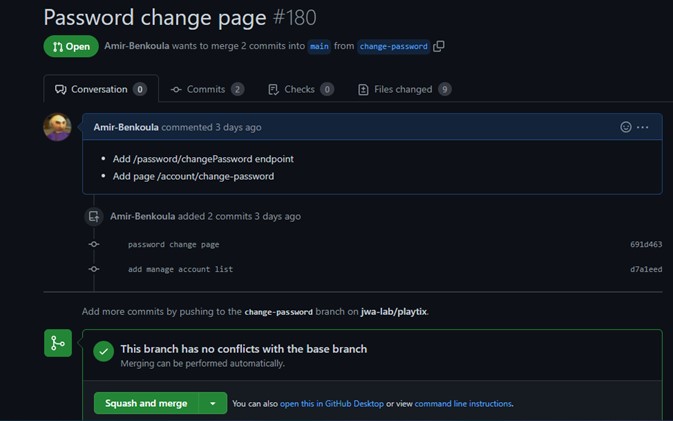 Password change page #180
Open Amir-Benkoula wants to merge 2 commits into main from change-password
Conversation 0 Commits 2 Checks 0 Files changed 9
Amir-Benkoula commented 3 days ago
• Add /password/changePassword endpoint
• Add page /account/change-password
Amir-Benkoula added 2 commits 3 days ago
password change page 691d463
add manage account list d7a1eed
Add more commits by pushing to the change-password branch on jwa-lab/playtix.
This branch has no conflicts with the base branch
Merging can be performed automatically.
Squash and merge You can also open this in GitHub Desktop or view command line instructions.